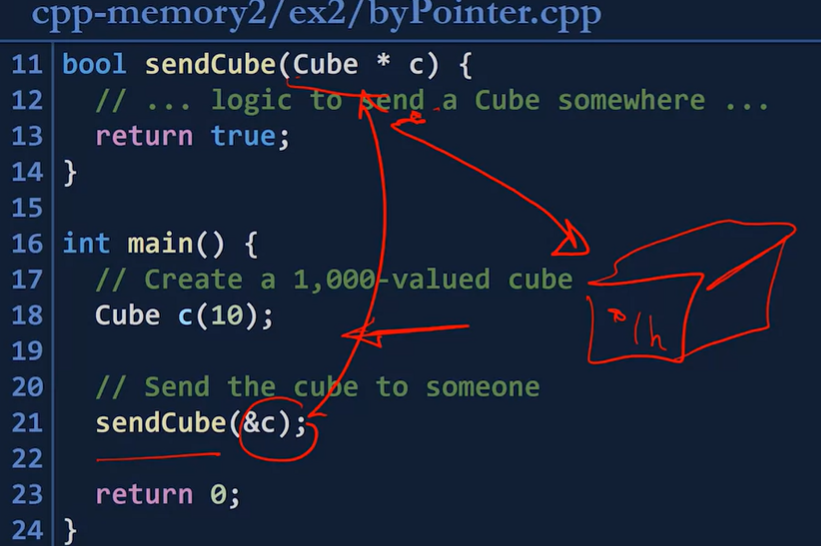 cpp-memory2/ex2/byPointer.cpp
11 bool sendCube(Cube * c) {
12 // ... logic to send a Cube somewhere ...
13 return true;
14 }
15
16 int main() {
17 // Create a 1,000-valued cube
18 Cube c(10);
19
20 // Send the cube to someone
21 sendCube(&c);
22
23 return 0;
24 }